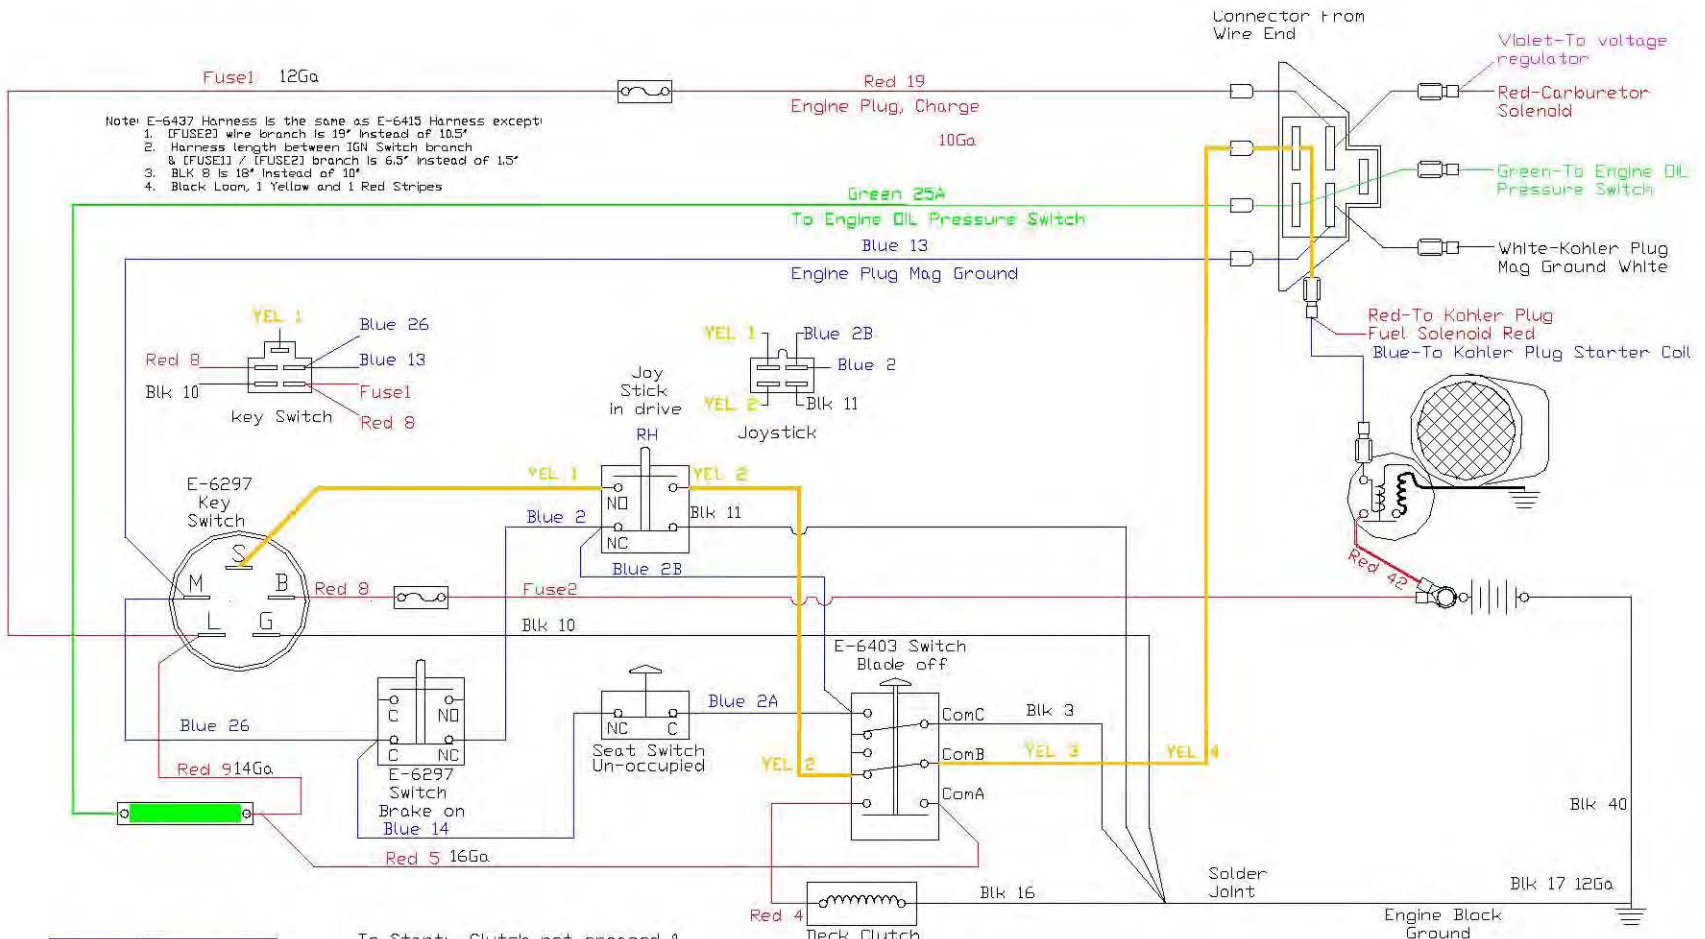 Connector From
Wire End
Violet-To voltage
regulator
Fuse1 12Ga
Red 19
Engine Plug, Charge
10Ga
Red-Carburetor
Solenoid
Note: E-6437 Harness is the same as E-6415 Harness except:
1. [FUSE2] wire branch is 19" instead of 10.5"
2. Harness length between IGN Switch branch
& [FUSE1] / [FUSE2] branch is 6.5" instead of 1.5"
3. BLK 8 is 18" instead of 10"
4. Black Loom, 1 Yellow and 1 Red Stripes
Green 25A
To Engine OIL Pressure Switch
Green-To Engine OIL
Pressure Switch
Blue 13
Engine Plug Mag Ground
White-Kohler Plug
Mag Ground White
YEL 1
Blue 26
Red 8
Blue 13
Blk 10
Fuse1
key Switch
Red 8
YEL 1
Blue 2B
Blue 2
YEL 2
Blk 11
Joystick
Joy
Stick
in drive
RH
Red-To Kohler Plug
Fuel Solenoid Red
Blue-To Kohler Plug Starter Coil
E-6297
Key
Switch
YEL 1
YEL 2
NO
NC
Blk 11
Blue 2
Blue 2B
S
M
B
L
G
Red 8
Fuse2
Blk 10
Red 42
E-6403 Switch
Blade off
Blue 26
C
NO
C
NC
E-6297
Switch
Brake on
Blue 14
NC
C
Seat Switch
Un-occupied
Blue 2A
ComC
Blk 3
ComB
YEL 3
YEL 4
YEL 2
ComA
Red 9 14Ga
Red 5 16Ga
Blk 40
Red 4
Blk 16
Deck Clutch
Solder
Joint
Blk 17 12Ga
Engine Block
Ground
To Start: Clutch not pressed &